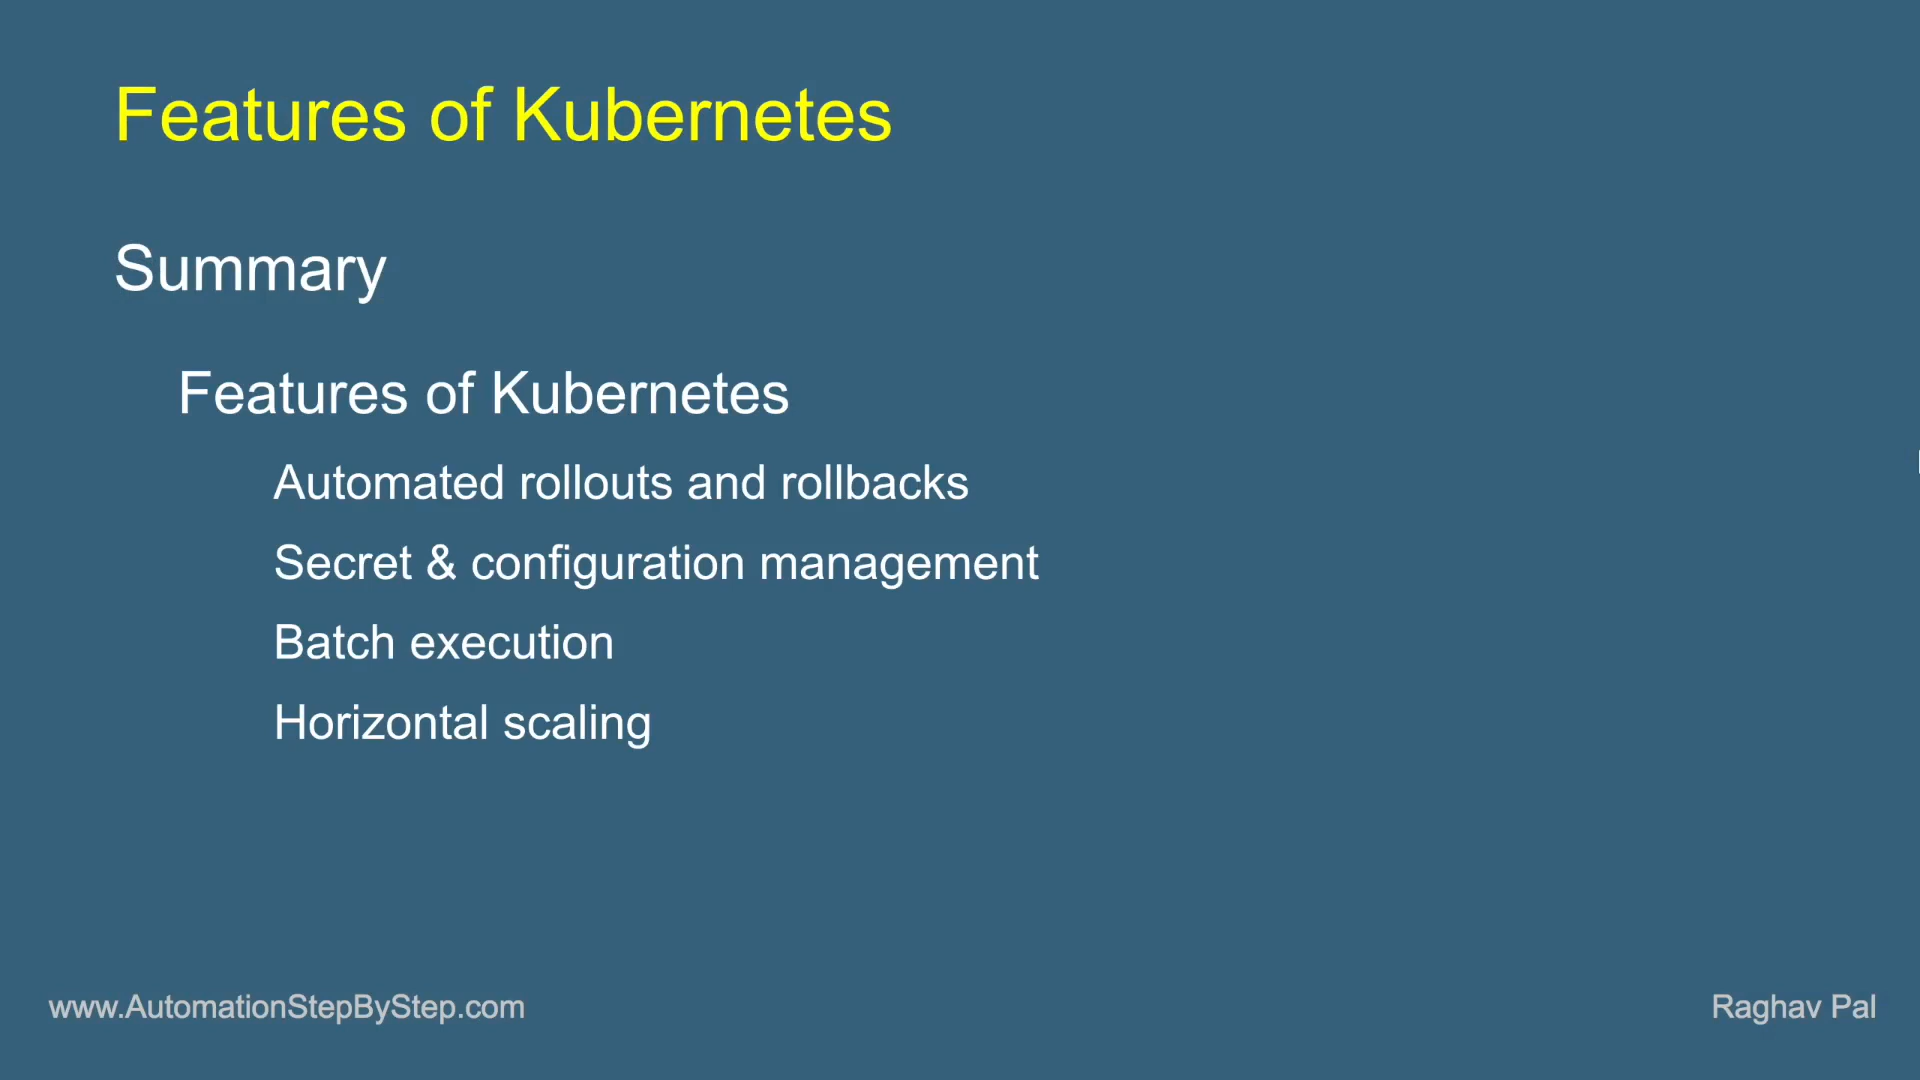 Features of Kubernetes
Summary
Features of Kubernetes
Automated rollouts and rollbacks
Secret & configuration management
Batch execution
Horizontal scaling
www.AutomationStepByStep.com
Raghav Pal